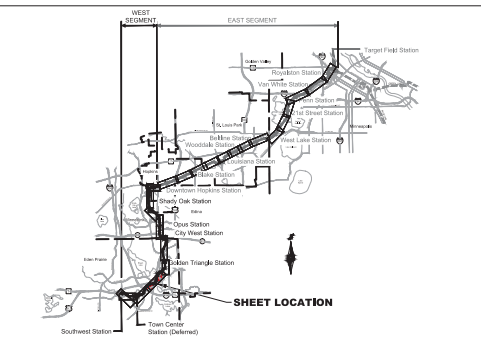 WEST
SEGMENT
EAST SEGMENT
Target Field Station
Golden Valley
Royalston Station
Van White Station
Penn Station
21st Street Station
St. Louis Park
Minneapolis
Beltline Station
West Lake Station
Wooddale Station
Louisiana Station
Hopkins
Blake Station
Downtown Hopkins Station
Shady Oak Station
Edina
Opus Station
City West Station
Eden Prairie
Golden Triangle Station
SHEET LOCATION
Southwest Station
Town Center
Station (Deferred)